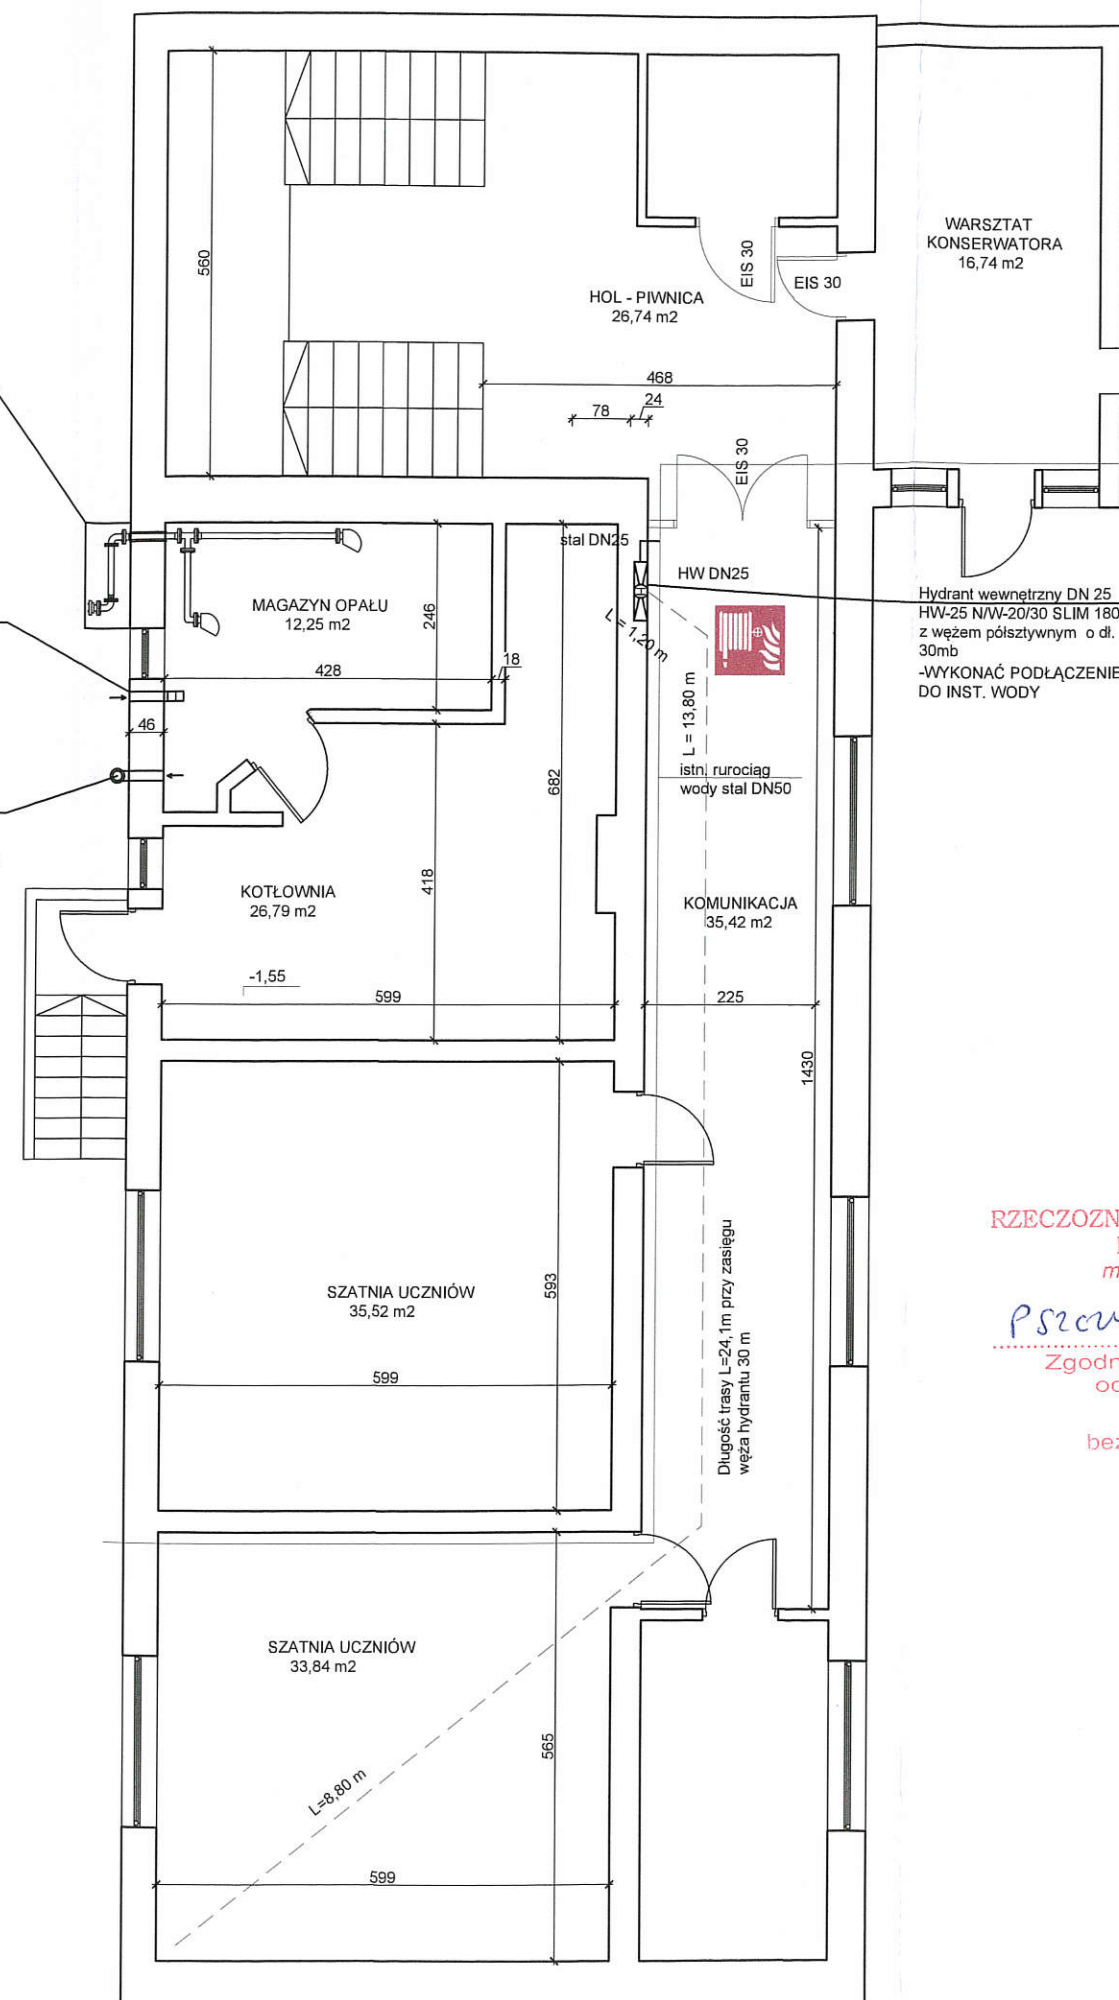 560
EIS 30
EIS 30
HOL - PIWNICA
26,74 m2
WARSZTAT
KONSERWATORA
16,74 m2
468
78
24
EIS 30
stal DN25
HW DN25
L = 1,20 m
Hydrant wewnętrzny DN 25
HW-25 N/W-20/30 SLIM 180
z wężem półsztywnym o dł.
30mb
-WYKONAĆ PODŁĄCZENIE
DO INST. WODY
MAGAZYN OPAŁU
12,25 m2
246
428
18
46
682
L = 13,80 m
istn. rurociąg
wody stal DN50
KOTŁOWNIA
26,79 m2
418
KOMUNIKACJA
35,42 m2
-1,55
599
225
1430
SZATNIA UCZNIÓW
35,52 m2
593
599
Długość trasy L=24,1m przy zasięgu
węża hydrantu 30 m
RZECZOZN
m
Zgodn
bez
SZATNIA UCZNIÓW
33,84 m2
565
L=8,80 m
599